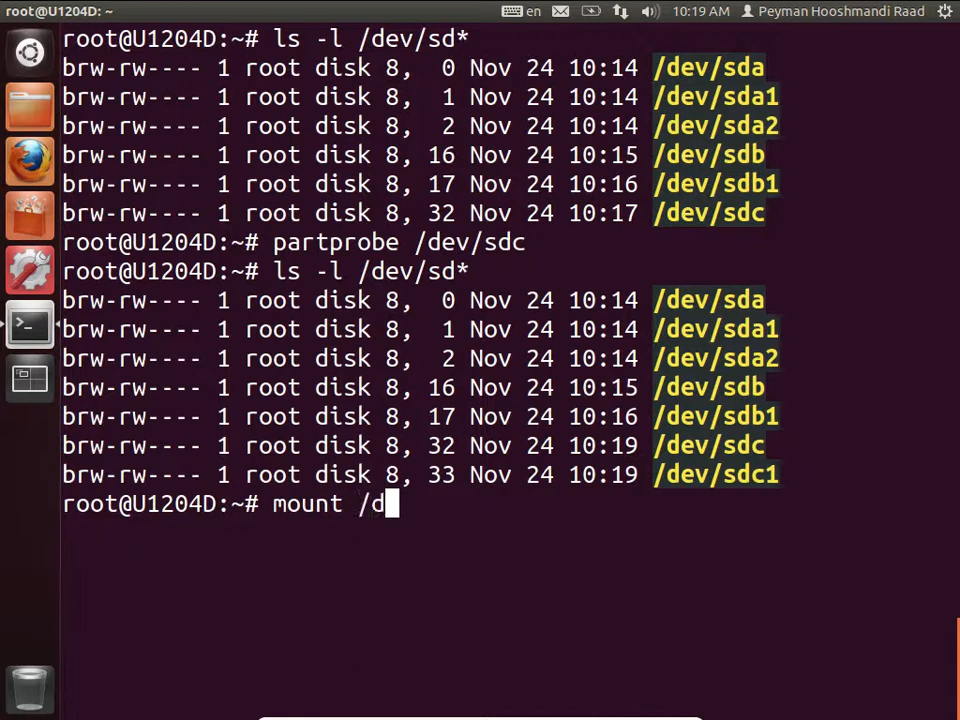 root@U1204D: ~
en
10:19 AM
Peyman Hooshmandi Raad
root@U1204D:~# ls -l /dev/sd*
brw-rw---- 1 root disk 8,  0 Nov 24 10:14 /dev/sda
brw-rw---- 1 root disk 8,  1 Nov 24 10:14 /dev/sda1
brw-rw---- 1 root disk 8,  2 Nov 24 10:14 /dev/sda2
brw-rw---- 1 root disk 8, 16 Nov 24 10:15 /dev/sdb
brw-rw---- 1 root disk 8, 17 Nov 24 10:16 /dev/sdb1
brw-rw---- 1 root disk 8, 32 Nov 24 10:17 /dev/sdc
root@U1204D:~# partprobe /dev/sdc
root@U1204D:~# ls -l /dev/sd*
brw-rw---- 1 root disk 8,  0 Nov 24 10:14 /dev/sda
brw-rw---- 1 root disk 8,  1 Nov 24 10:14 /dev/sda1
brw-rw---- 1 root disk 8,  2 Nov 24 10:14 /dev/sda2
brw-rw---- 1 root disk 8, 16 Nov 24 10:15 /dev/sdb
brw-rw---- 1 root disk 8, 17 Nov 24 10:16 /dev/sdb1
brw-rw---- 1 root disk 8, 32 Nov 24 10:19 /dev/sdc
brw-rw---- 1 root disk 8, 33 Nov 24 10:19 /dev/sdc1
root@U1204D:~# mount /d